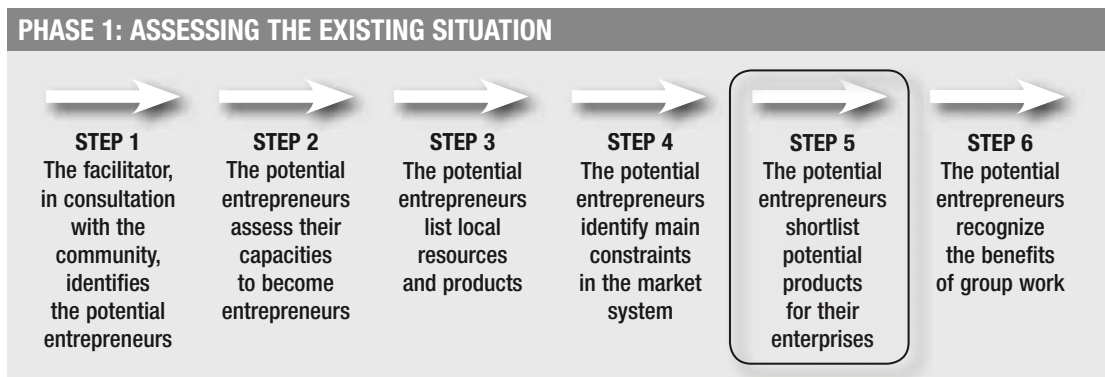 PHASE 1: ASSESSING THE EXISTING SITUATION
STEP 1
The facilitator,
in consultation
with the
community,
identifies
the potential
entrepreneurs
STEP 2
The potential
entrepreneurs
assess their
capacities
to become
entrepreneurs
STEP 3
The potential
entrepreneurs
list local
resources
and products
STEP 4
The potential
entrepreneurs
identify main
constraints
in the market
system
STEP 5
The potential
entrepreneurs
shortlist
potential
products
for their
enterprises
STEP 6
The potential
entrepreneurs
recognize
the benefits
of group work